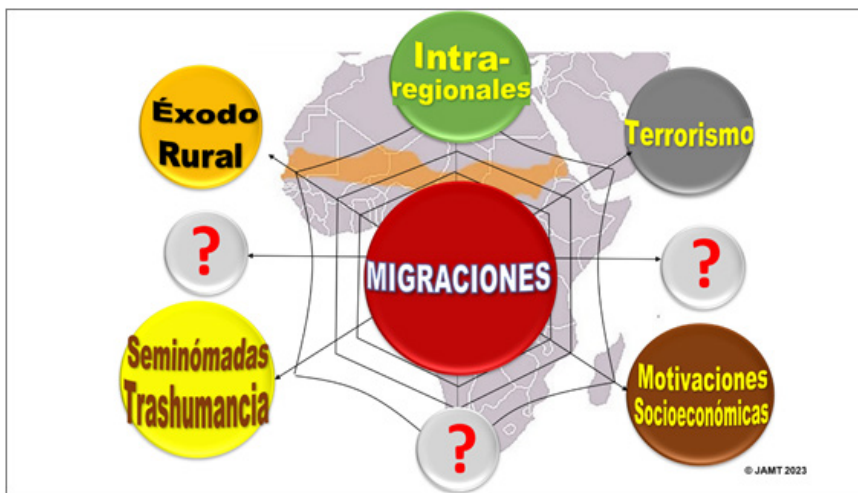 Intra-
regionales
Éxodo
Rural
Terrorismo
?
?
MIGRACIONES
Seminómadas
Trashumancia
Motivaciones
Socioeconómicas
?
© JAMT 2023